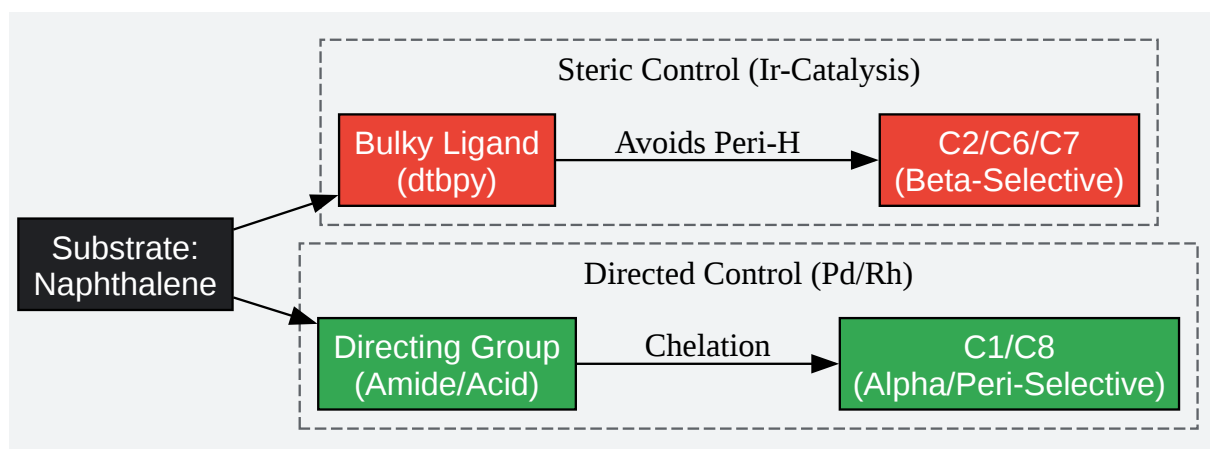 Steric Control (Ir-Catalysis)
Bulky Ligand
(dtbpy)
Avoids Peri-H
C2/C6/C7
(Beta-Selective)
Substrate:
Naphthalene
Directed Control (Pd/Rh)
Directing Group
(Amide/Acid)
Chelation
C1/C8
(Alpha/Peri-Selective)